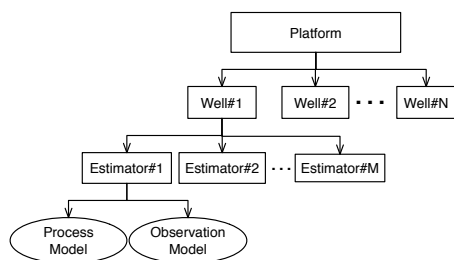 Platform
Well#1 Well#2 ▪ ▪ ▪ Well#N
Estimator#1 Estimator#2 ... Estimator#M
Process Observation
Model Model